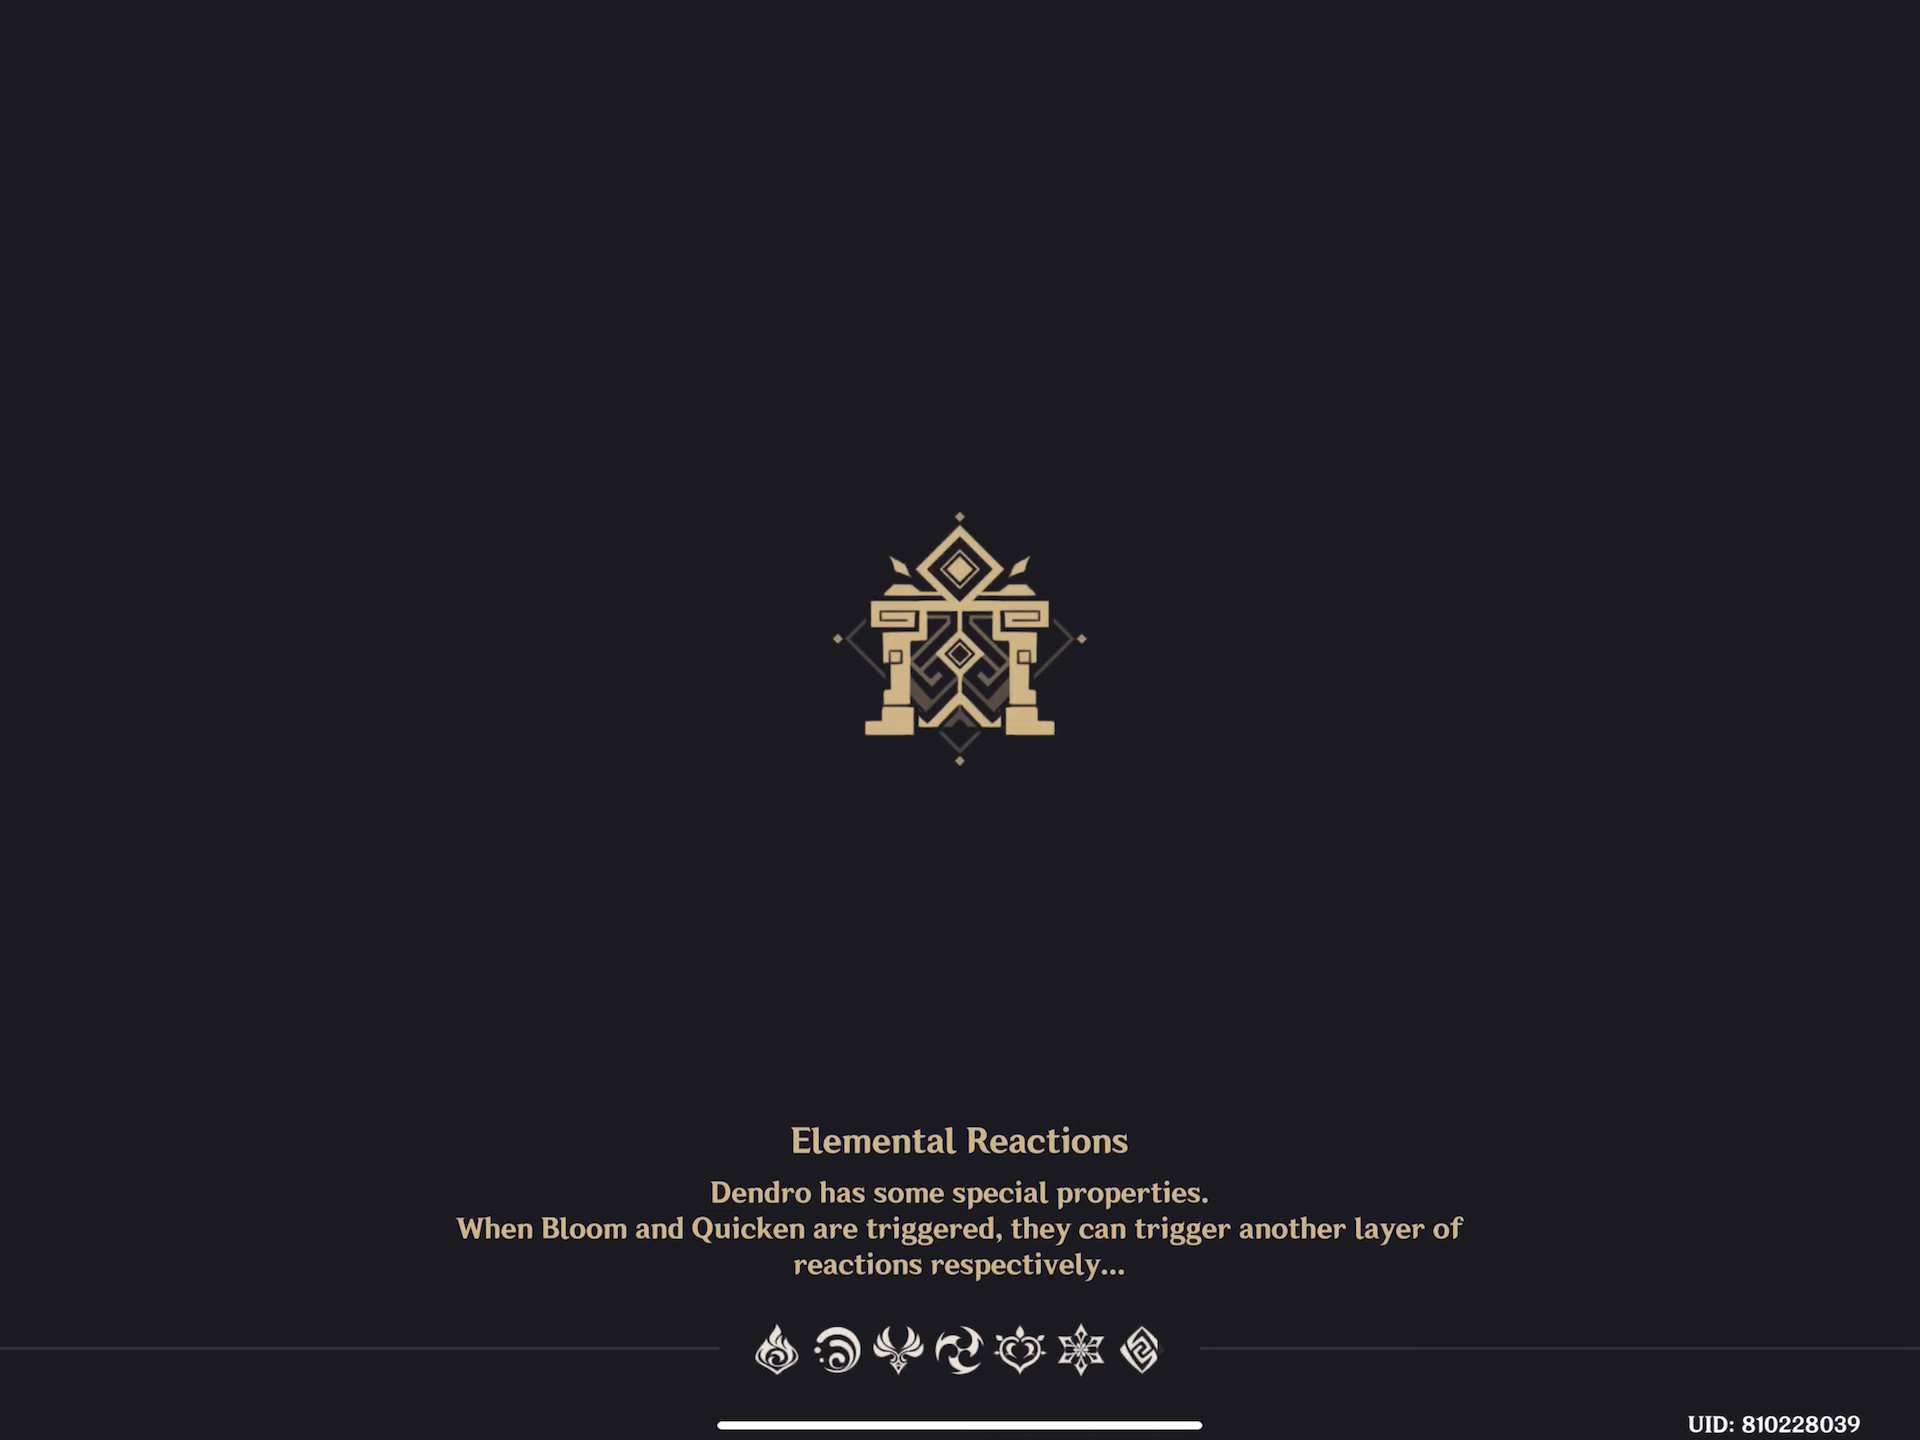 Elemental Reactions
Dendro has some special properties.
When Bloom and Quicken are triggered, they can trigger another layer of
reactions respectively...
UID: 810228039